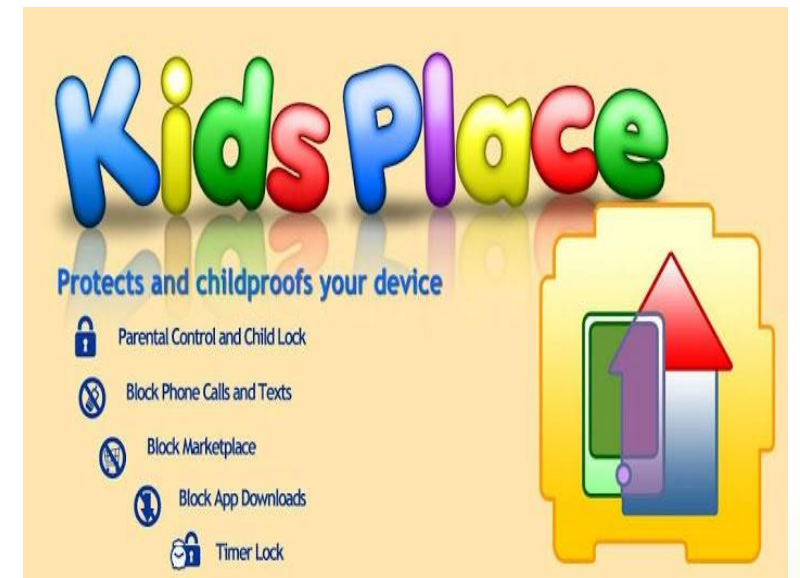 Kids Place
Protects and childproofs your device
Parental Control and Child Lock
Block Phone Calls and Texts
Block Marketplace
Block App Downloads
Timer Lock